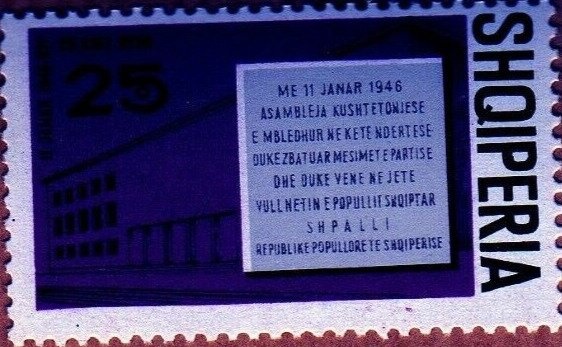 25
ME 11 JANAR 1946
ASAMBLEJA KUSHTETONJESE
E MBLEDHUR NE KETE NDERTESE
DUKE ZBATUAR MESIMET E PARTISE
DHE DUKE VENE NE JETE
VULLNETIN E POPULLIT SHQIPTAR
SHPALLI
REPUBLIKE POPULLORE TE SHQIPERISE
SHQIPERIA